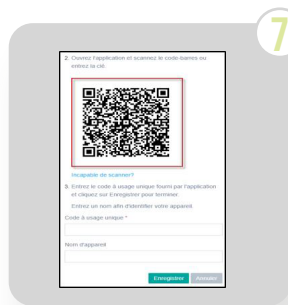 7
2. Ouvrez l'application et scannez le code-barres ou
entrez la clé.
Incapable de scanner?
3. Entrez le code à usage unique fourni par l'application
et cliquez sur Enregistrer pour terminer.
Entrez un nom afin d'identifier votre appareil.
Code à usage unique *
Nom d'appareil
Enregistrer Annuler